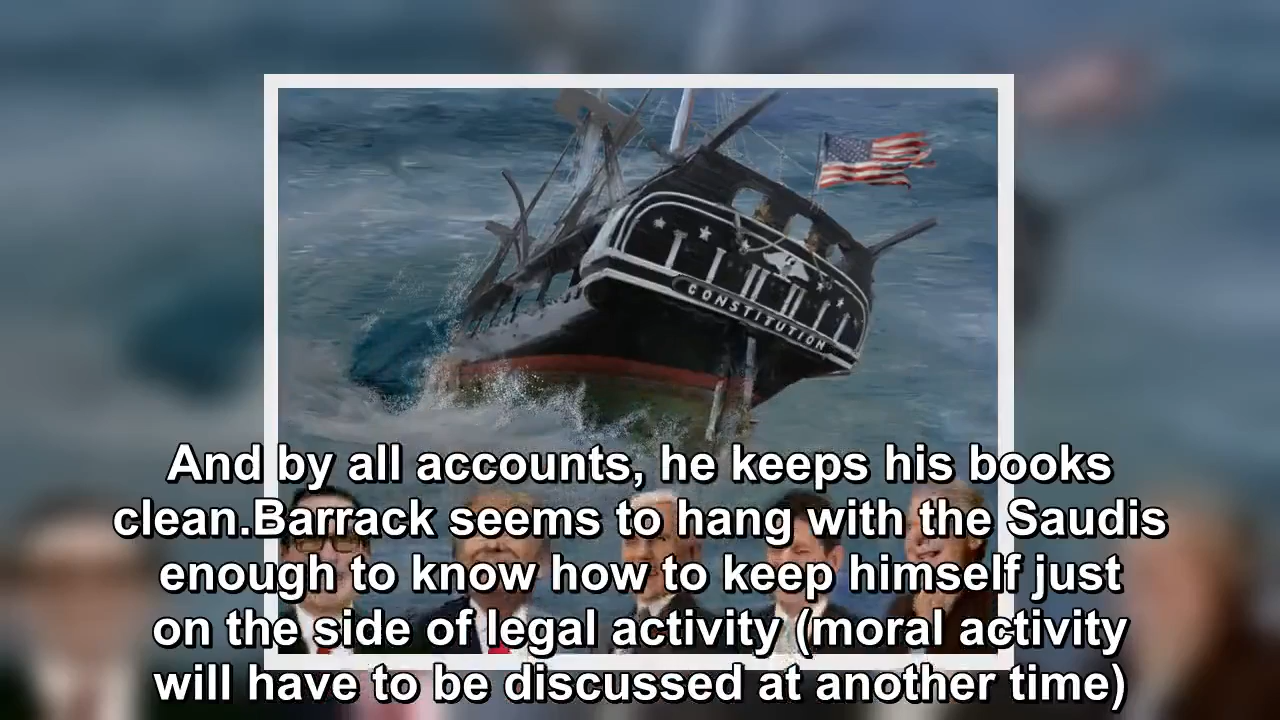 CONSTITUTION
And by all accounts, he keeps his books
clean.Barrack seems to hang with the Saudis
enough to know how to keep himself just
on the side of legal activity (moral activity
will have to be discussed at another time)